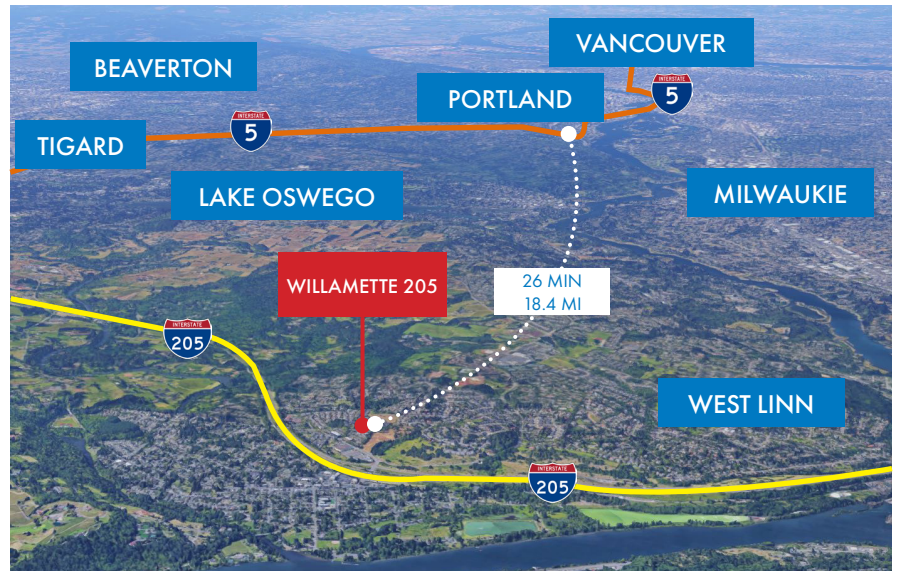 VANCOUVER
BEAVERTON
INTERSTATE
5
PORTLAND
INTERSTATE
5
TIGARD
LAKE OSWEGO
MILWAUKIE
WILLAMETTE 205
26 MIN
18.4 MI
INTERSTATE
205
WEST LINN
INTERSTATE
205